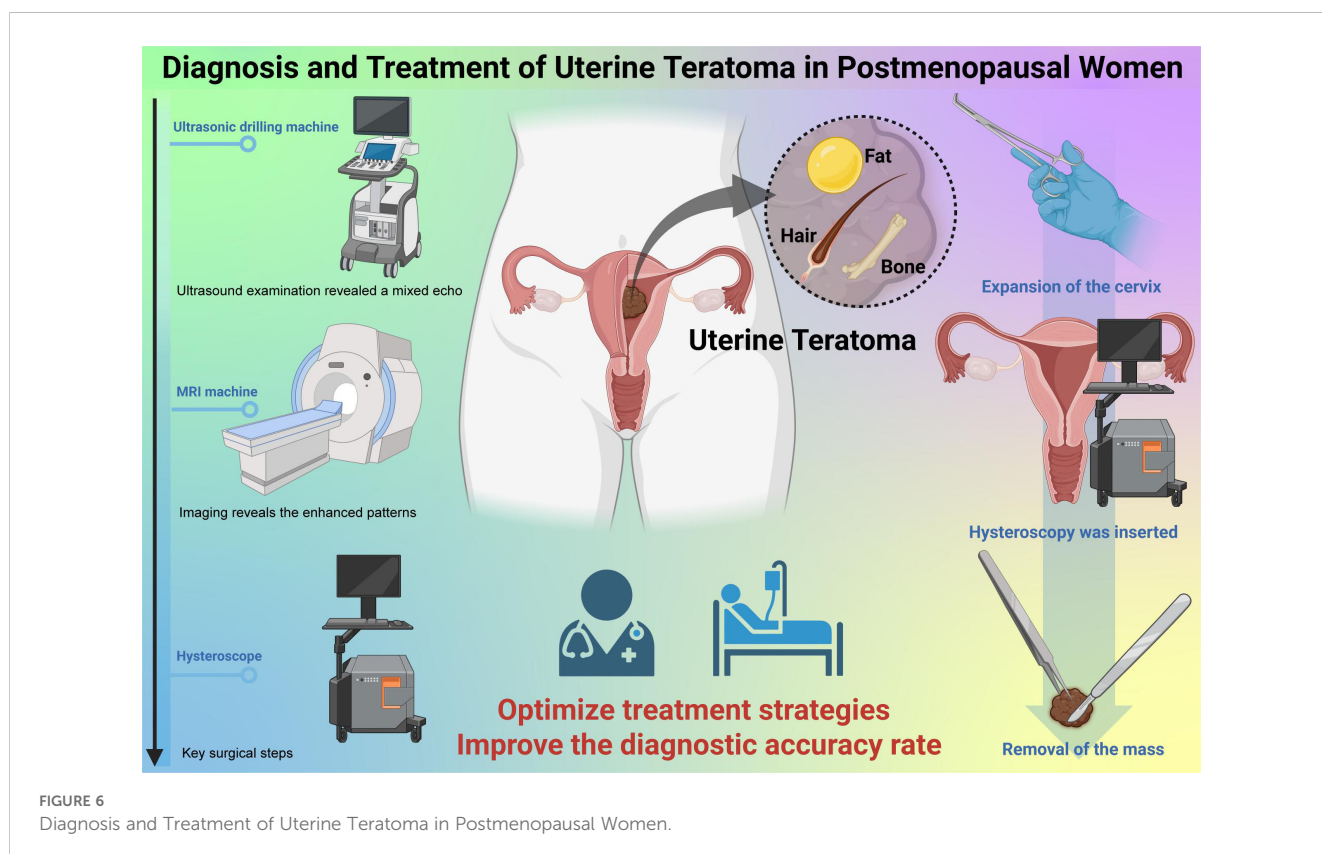 Diagnosis and Treatment of Uterine Teratoma in Postmenopausal Women
Ultrasonic drilling machine
Ultrasound examination revealed a mixed echo
MRI machine
Imaging reveals the enhanced patterns
Hysteroscope
Key surgical steps
Fat
Hair
Bone
Uterine Teratoma
Optimize treatment strategies
Improve the diagnostic accuracy rate
Expansion of the cervix
Hysteroscopy was inserted
Removal of the mass
FIGURE 6
Diagnosis and Treatment of Uterine Teratoma in Postmenopausal Women.